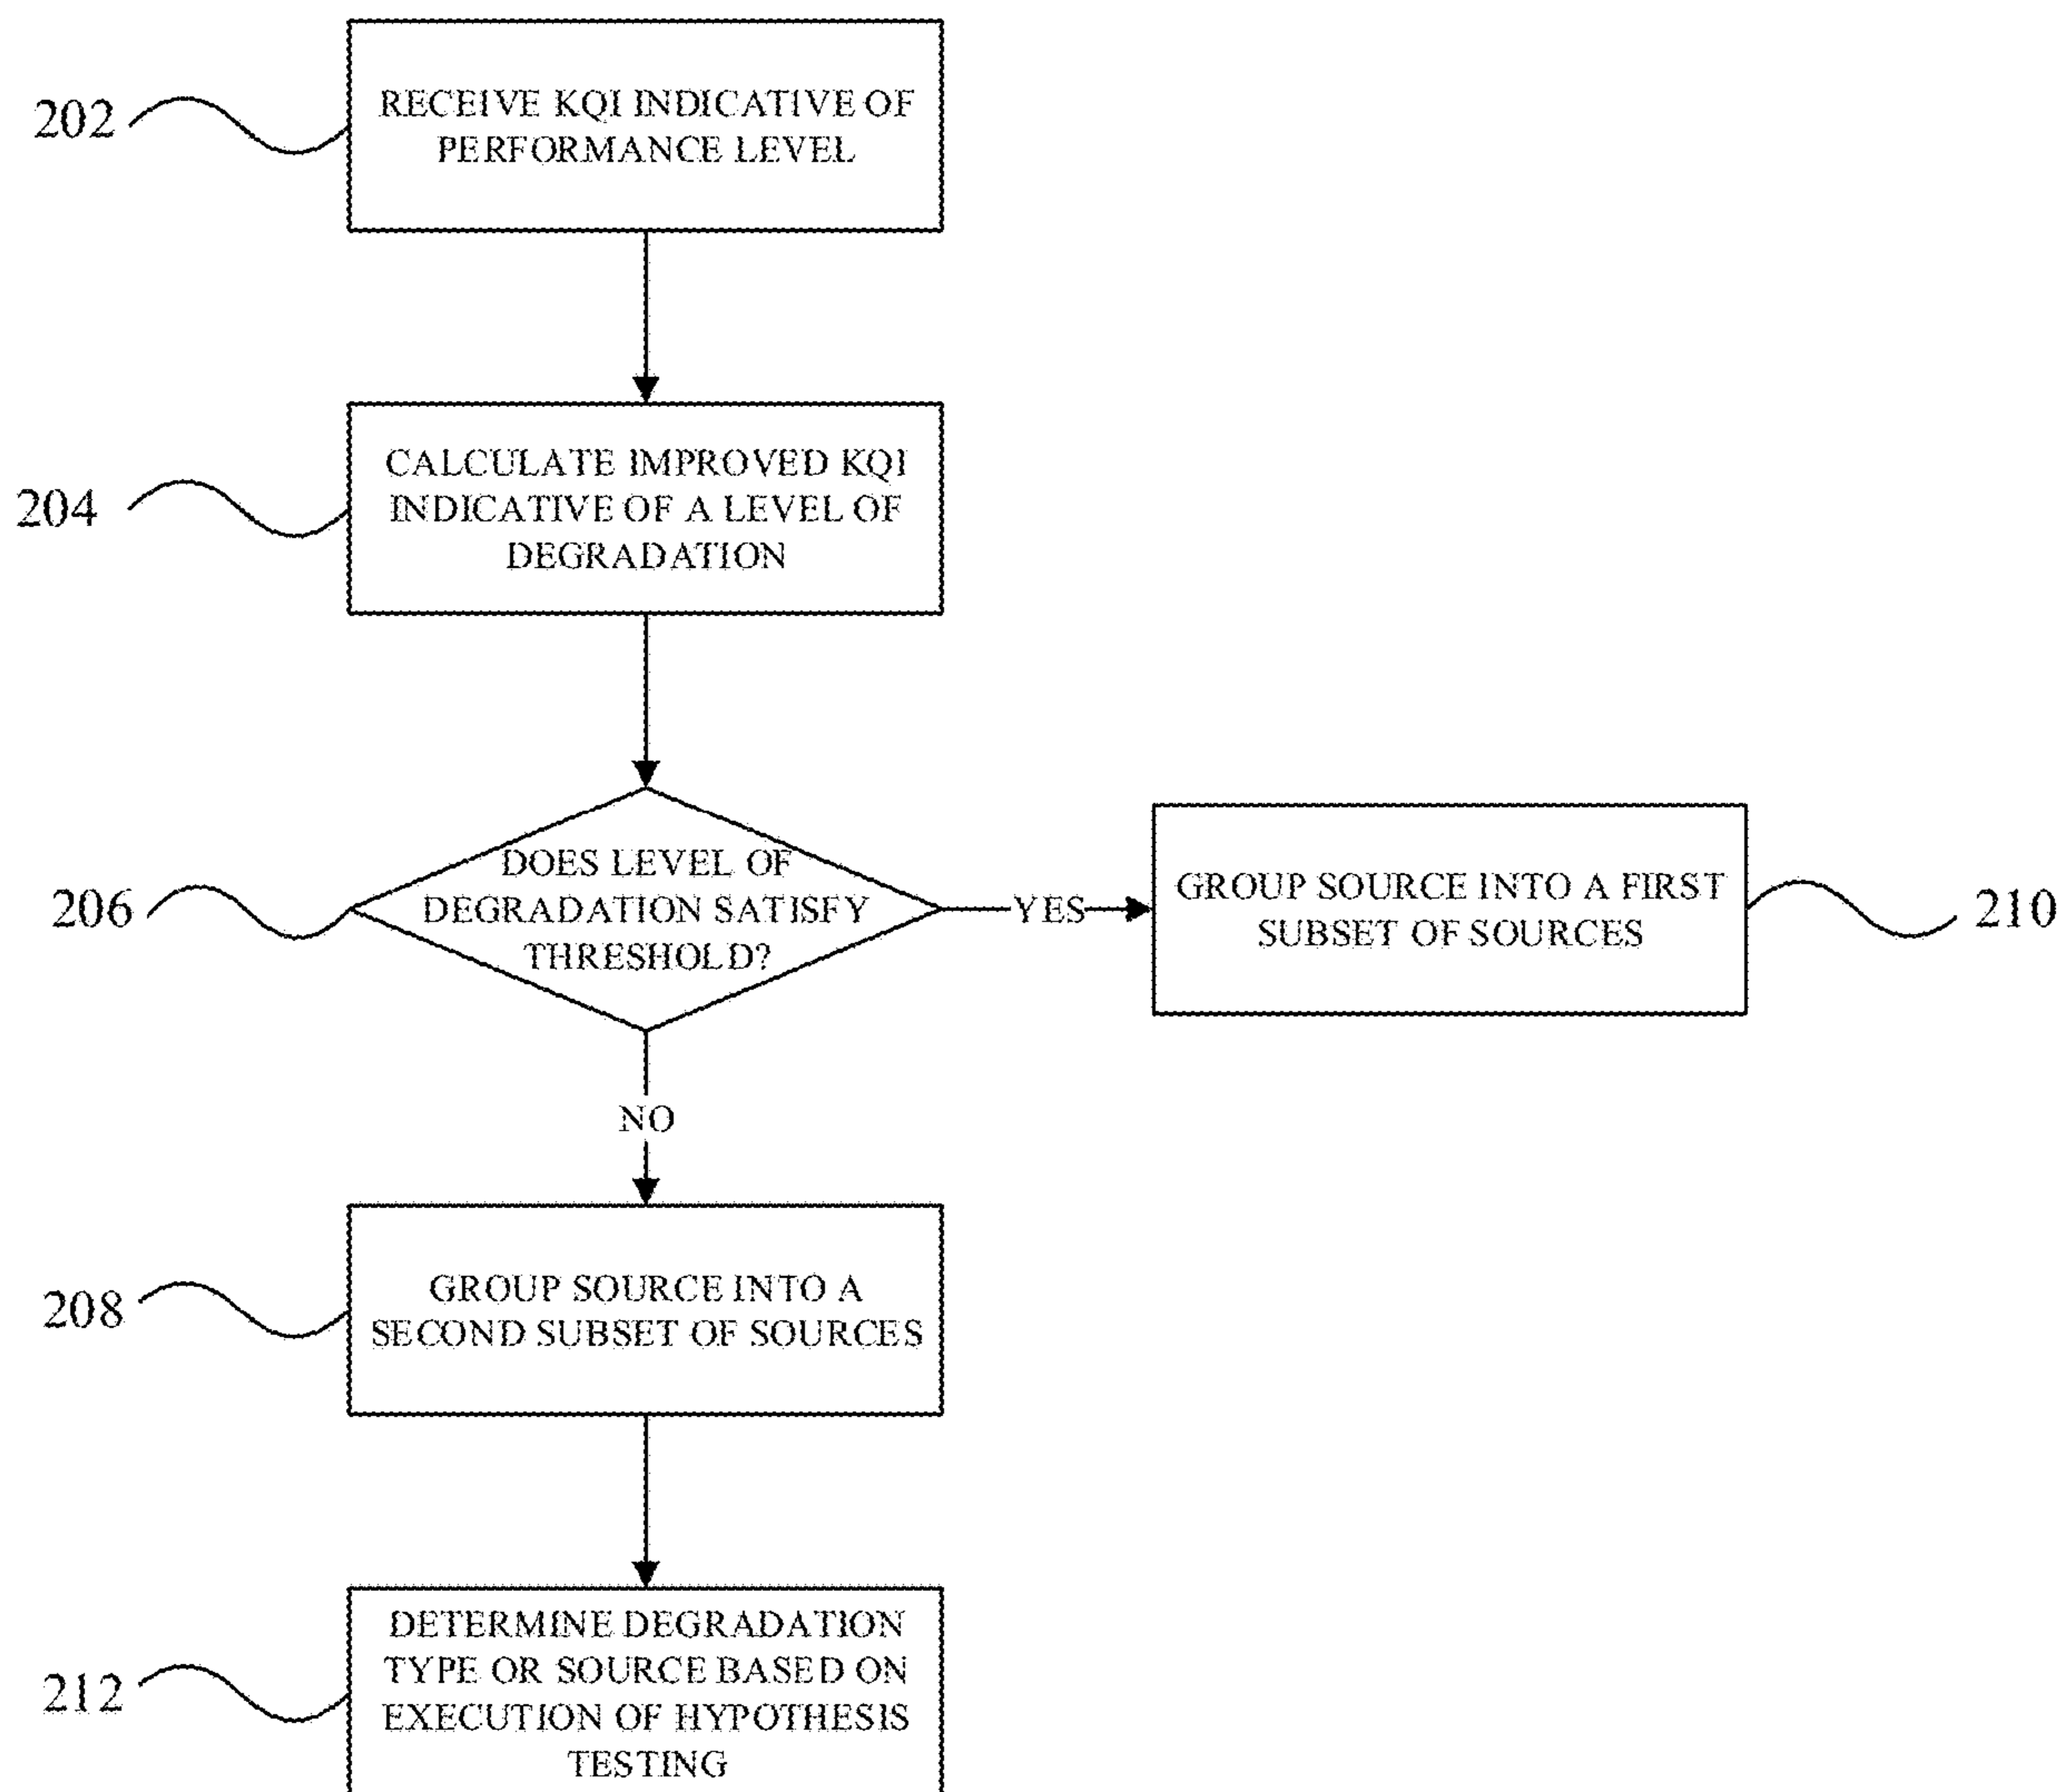 202
RECEIVE KQI INDICATIVE OF
PERFORMANCE LEVEL
204
CALCULATE IMPROVED KQI
INDICATIVE OF A LEVEL OF
DEGRADATION
206
DOES LEVEL OF
DEGRADATION SATISFY
THRESHOLD?
YES
GROUP SOURCE INTO A FIRST
SUBSET OF SOURCES
210
NO
208
GROUP SOURCE INTO A
SECOND SUBSET OF SOURCES
212
DETERMINE DEGRADATION
TYPE OR SOURCE BASED ON
EXECUTION OF HYPOTHESIS
TESTING